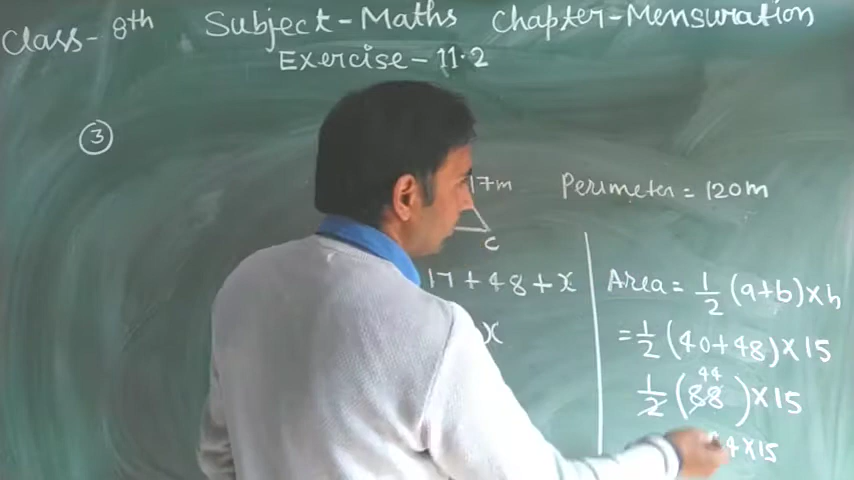 Class - 8th Subject - Maths Chapter - Mensuration
Exercise - 11.2
3
17m Perimeter = 120m
C
17 + 48 + x
x
Area = 1/2 (a+b) × h
= 1/2 (40+48) × 15
44
1/2 (88) × 15
4 × 15